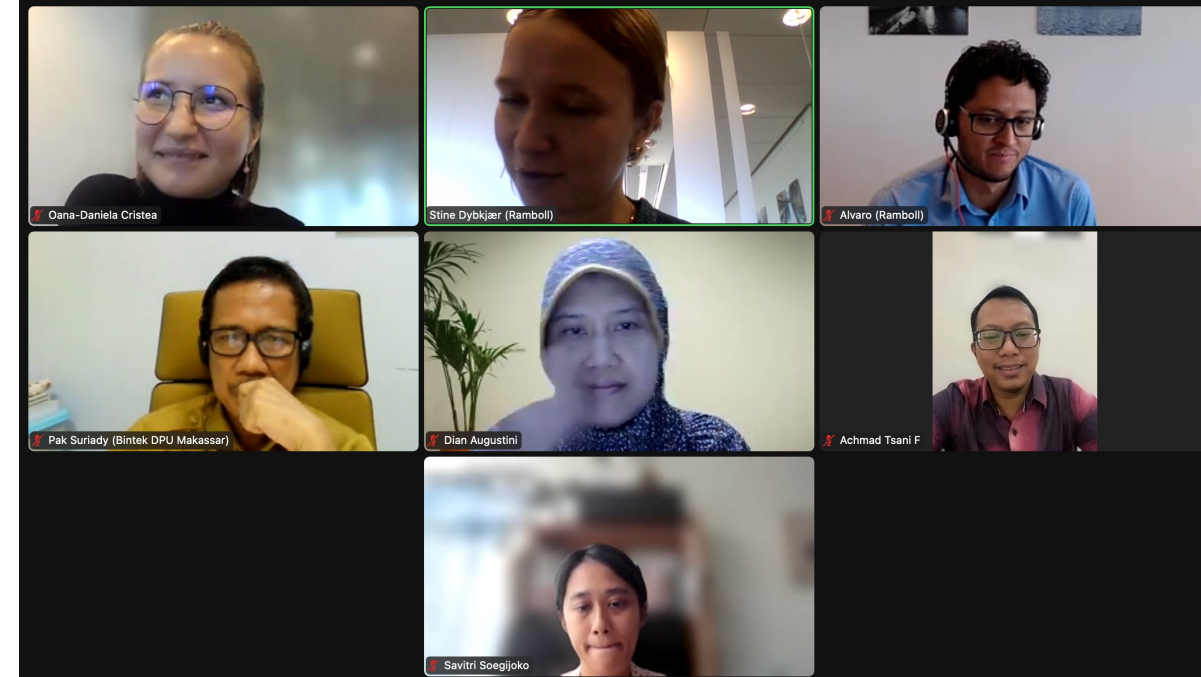 Oana-Daniela Cristea
Stine Dybkjær (Ramboll)
Alvaro (Ramboll)
Pak Suriady (Bintek DPU Makassar)
Dian Augustini
Achmad Tsani F
Savitri Soegijoko